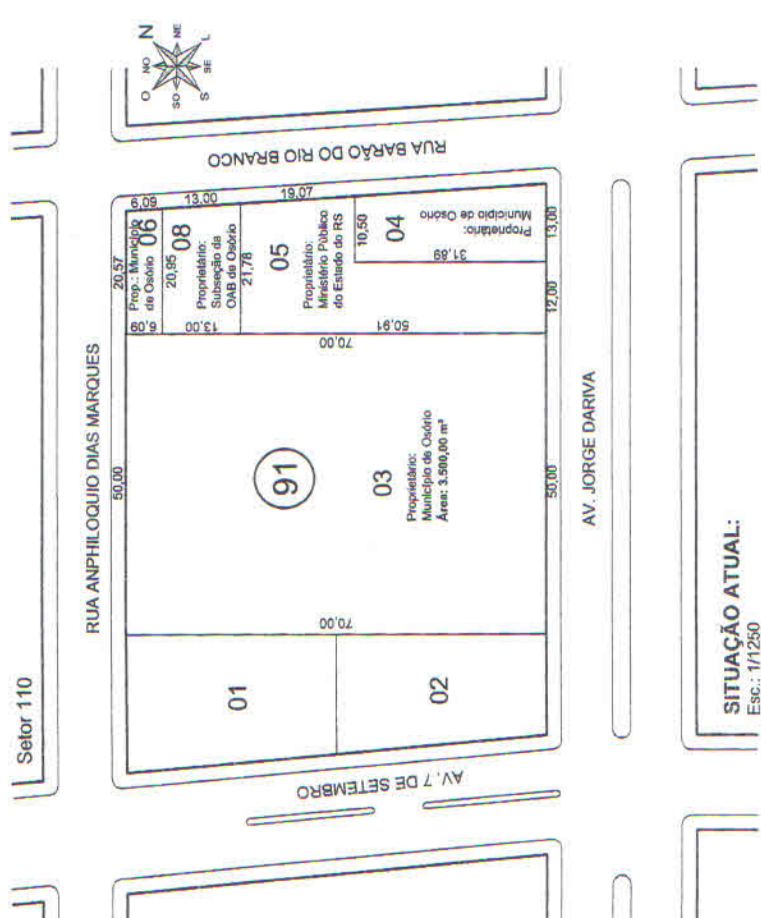 Setor 110
RUA ANPHILOQUIO DIAS MARQUES
N
NE
L
SE
S
SO
O
NO
RUA BARÃO DO RIO BRANCO
50,00
20,57
6,09
Prop.: Município
de Osório
06
6,09
20,95
13,00
08
Proprietário:
Subseção da
OAB de Osório
13,00
21,78
19,07
05
Proprietário:
Ministério Público
do Estado do RS
50,91
10,50
04
Proprietário:
Município de Osório
31,89
13,00
12,00
70,00
91
03
Proprietário:
Município de Osório
Área: 3.500,00 m²
50,00
70,00
01
02
AV. 7 DE SETEMBRO
AV. JORGE DARIVA
SITUAÇÃO ATUAL:
Esc.: 1/1250